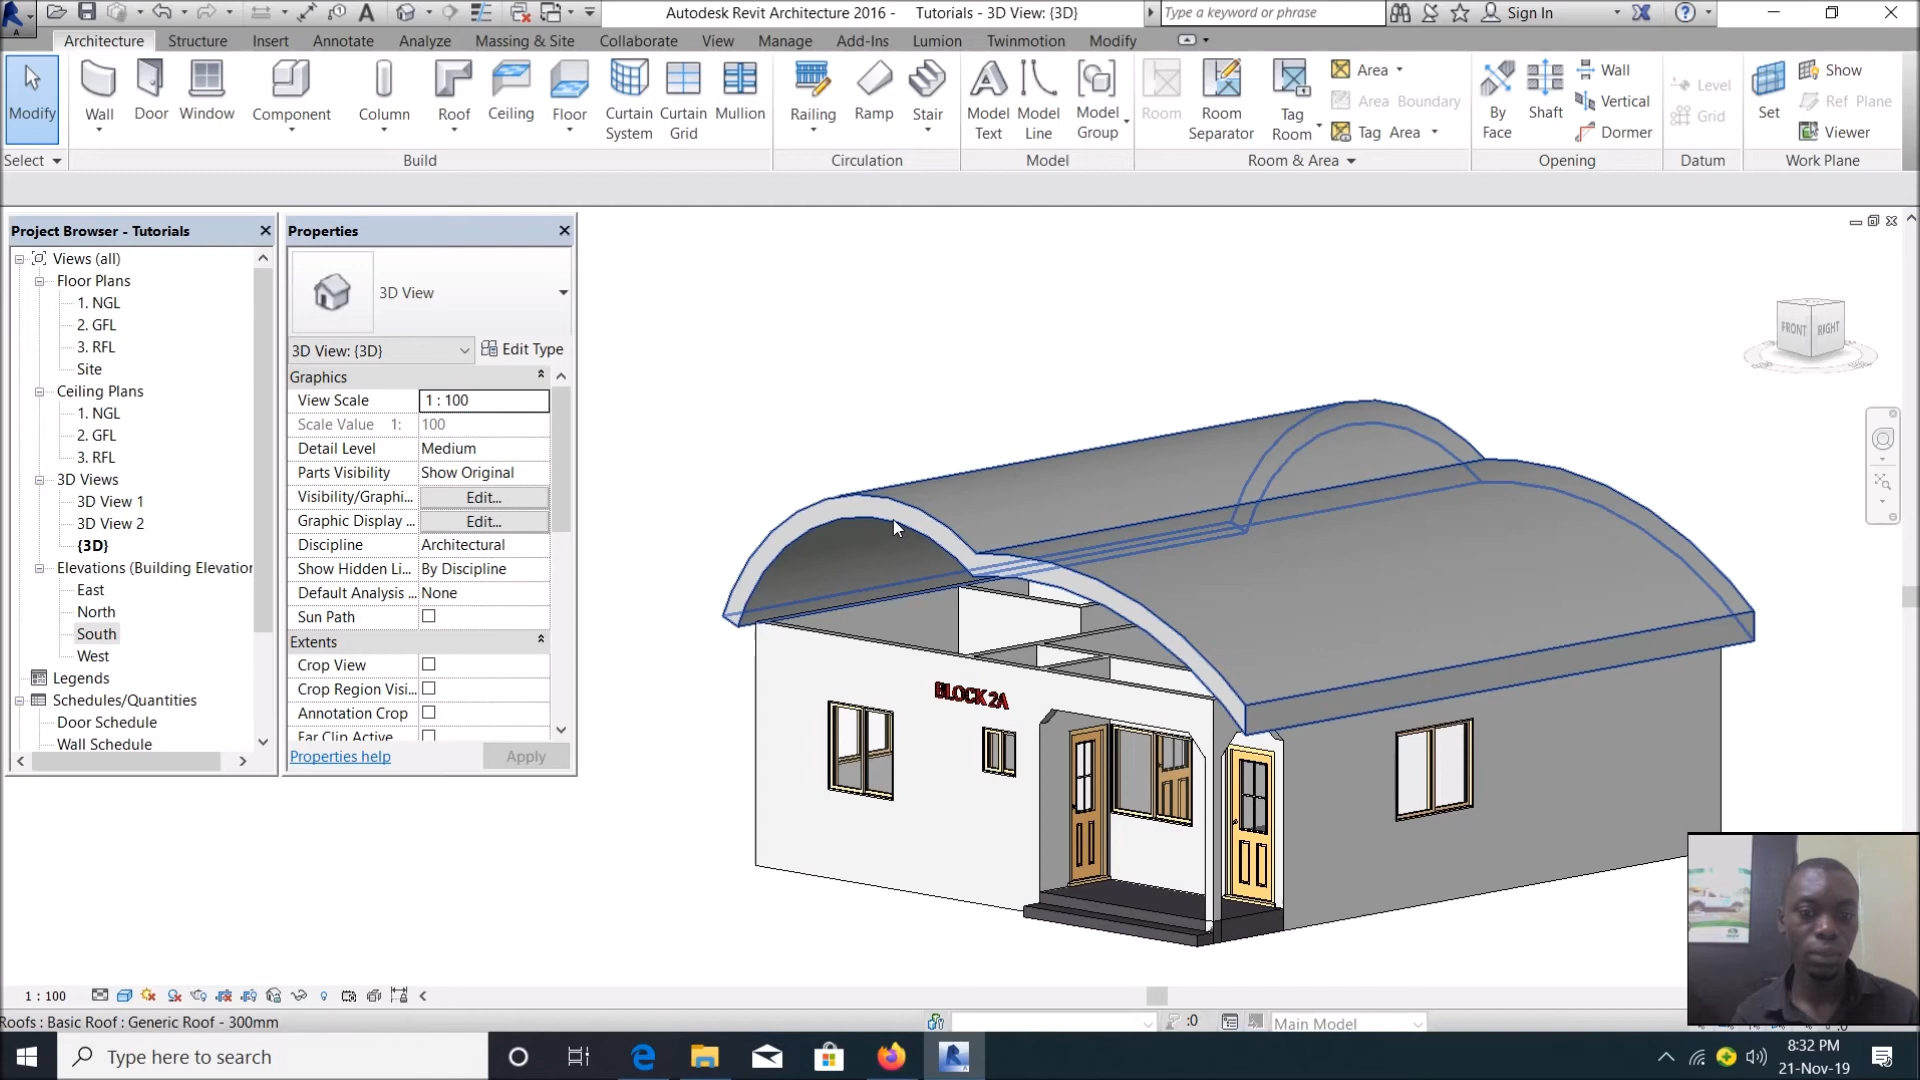 Autodesk Revit Architecture 2016 - Tutorials - 3D View: {3D}
Type a keyword or phrase
Sign In
Architecture Structure Insert Annotate Analyze Massing & Site Collaborate View Manage Add-Ins Lumion Twinmotion Modify
Modify Wall Door Window Component Column Roof Ceiling Floor Curtain System Curtain Grid Mullion Railing Ramp Stair Model Text Model Line Model Group Room Room Separator Tag Room
Area
Area Boundary
Tag Area
By Face Shaft
Wall
Vertical
Dormer
Level
Grid
Set
Show
Ref Plane
Viewer
Select Build Circulation Model Room & Area Opening Datum Work Plane
Project Browser - Tutorials
Views (all)
Floor Plans
1. NGL
2. GFL
3. RFL
Site
Ceiling Plans
1. NGL
2. GFL
3. RFL
3D Views
3D View 1
3D View 2
{3D}
Elevations (Building Elevation
East
North
South
West
Legends
Schedules/Quantities
Door Schedule
Wall Schedule
Properties
3D View
3D View: {3D} Edit Type
Graphics
View Scale 1 : 100
Scale Value 1: 100
Detail Level Medium
Parts Visibility Show Original
Visibility/Graphi... Edit...
Graphic Display ... Edit...
Discipline Architectural
Show Hidden Li... By Discipline
Default Analysis ... None
Sun Path
Extents
Crop View
Crop Region Visi...
Annotation Crop
Far Clip Active
Properties help Apply
FRONT RIGHT
BLOCK 2A
1 : 100
Roofs : Basic Roof : Generic Roof - 300mm
:0
Main Model
Type here to search
8:32 PM
21-Nov-19